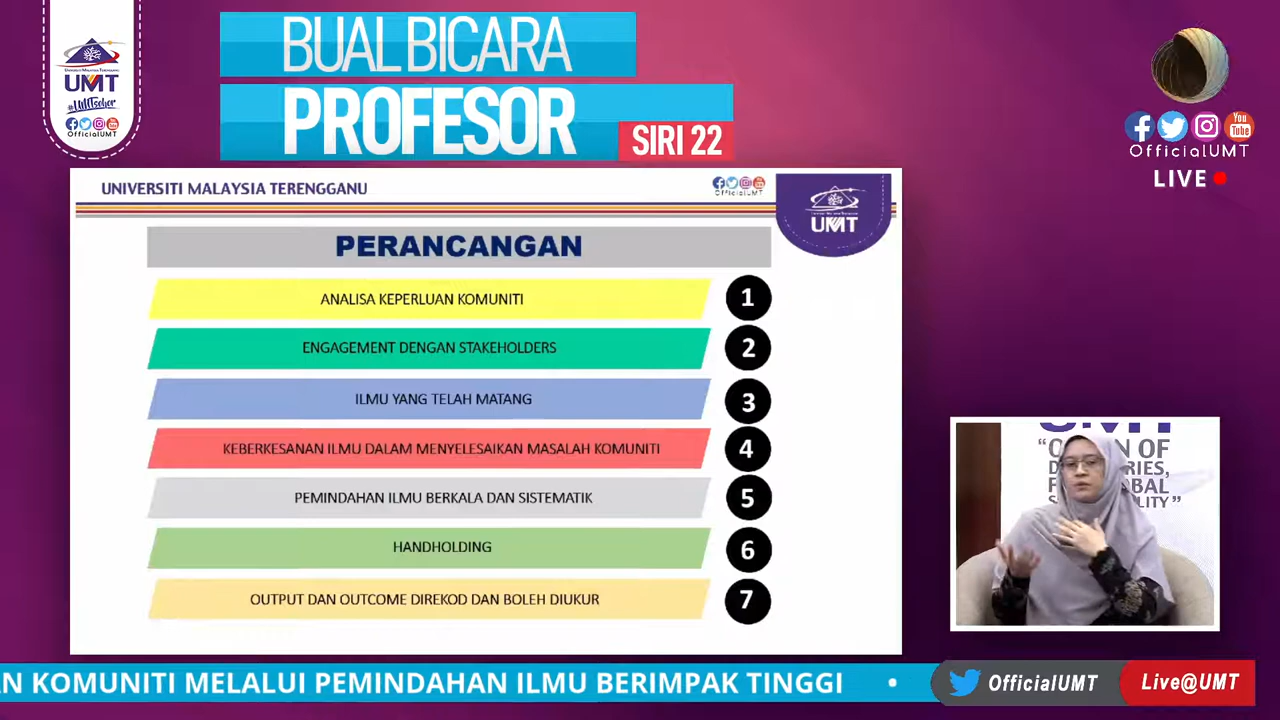 UMT
#UMTsohor
OfficialUMT
BUAL BICARA
PROFESOR
SIRI 22
OfficialUMT
LIVE
UNIVERSITI MALAYSIA TERENGGANU
OfficialUMT
UMT
PERANCANGAN
ANALISA KEPERLUAN KOMUNITI 1
ENGAGEMENT DENGAN STAKEHOLDERS 2
ILMU YANG TELAH MATANG 3
KEBERKESANAN ILMU DALAM MENYELESAIKAN MASALAH KOMUNITI 4
PEMINDAHAN ILMU BERKALA DAN SISTEMATIK 5
HANDHOLDING 6
OUTPUT DAN OUTCOME DIREKOD DAN BOLEH DIUKUR 7
UMT
N KOMUNITI MELALUI PEMINDAHAN ILMU BERIMPAK TINGGI •
OfficialUMT
Live@UMT